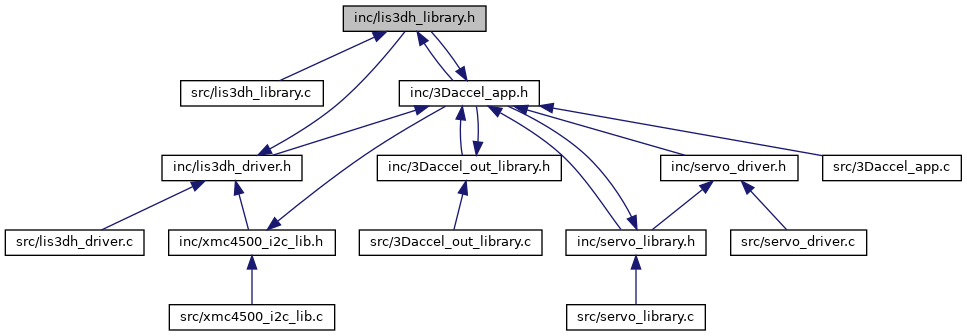 inc/lis3dh_library.h
src/lis3dh_library.c
inc/3Daccel_app.h
inc/lis3dh_driver.h
inc/3Daccel_out_library.h
inc/servo_driver.h
src/3Daccel_app.c
src/lis3dh_driver.c
inc/xmc4500_i2c_lib.h
src/3Daccel_out_library.c
inc/servo_library.h
src/servo_driver.c
src/xmc4500_i2c_lib.c
src/servo_library.c